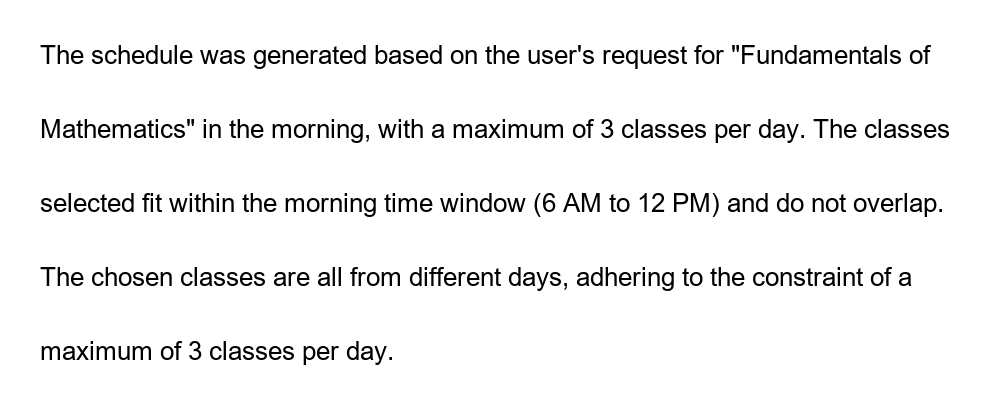 The schedule was generated based on the user's request for "Fundamentals of
Mathematics" in the morning, with a maximum of 3 classes per day. The classes
selected fit within the morning time window (6 AM to 12 PM) and do not overlap.
The chosen classes are all from different days, adhering to the constraint of a
maximum of 3 classes per day.